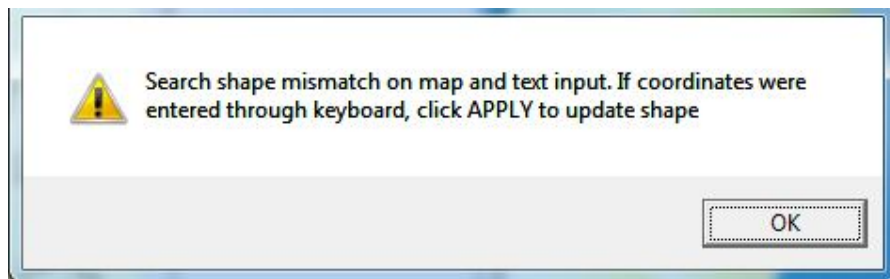 Search shape mismatch on map and text input. If coordinates were
entered through keyboard, click APPLY to update shape
OK